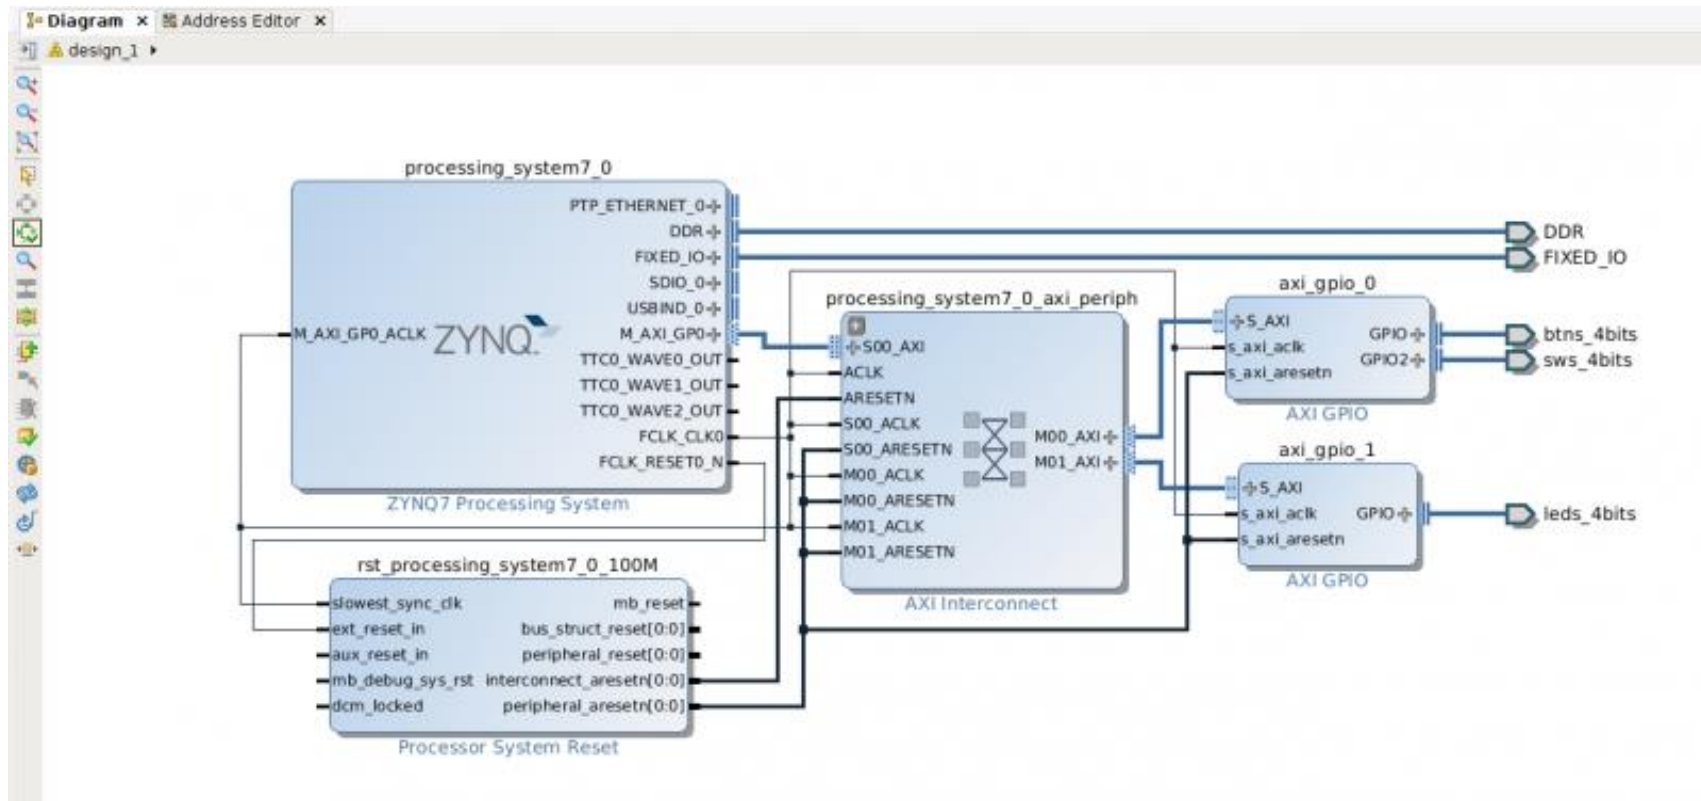 Diagram × Address Editor ×
design_1
processing_system7_0
PTP_ETHERNET_0
DDR
FIXED_IO
SDIO_0
USBIND_0
M_AXI_GP0_ACLK
ZYNQ
M_AXI_GP0
TTC0_WAVE0_OUT
TTC0_WAVE1_OUT
TTC0_WAVE2_OUT
FCLK_CLK0
FCLK_RESET0_N
ZYNQ7 Processing System
rst_processing_system7_0_100M
slowest_sync_clk mb_reset
ext_reset_in bus_struct_reset[0:0]
aux_reset_in peripheral_reset[0:0]
mb_debug_sys_rst interconnect_aresetn[0:0]
dcm_locked peripheral_aresetn[0:0]
Processor System Reset
processing_system7_0_axi_periph
S00_AXI
ACLK
ARESETN
S00_ACLK
S00_ARESETN
M00_ACLK
M00_ARESETN
M01_ACLK
M01_ARESETN
M00_AXI
M01_AXI
AXI Interconnect
axi_gpio_0
S_AXI
s_axi_aclk
s_axi_aresetn
GPIO
GPIO2
AXI GPIO
axi_gpio_1
S_AXI
s_axi_aclk
s_axi_aresetn
GPIO
AXI GPIO
DDR
FIXED_IO
btns_4bits
sws_4bits
leds_4bits